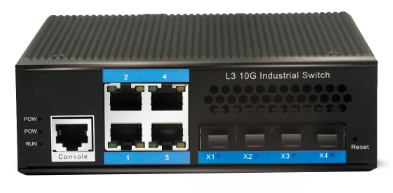 2 4
L3 10G Industrial Switch
POW
POW
RUN
Console
1 3
X1 X2 X3 X4
Reset